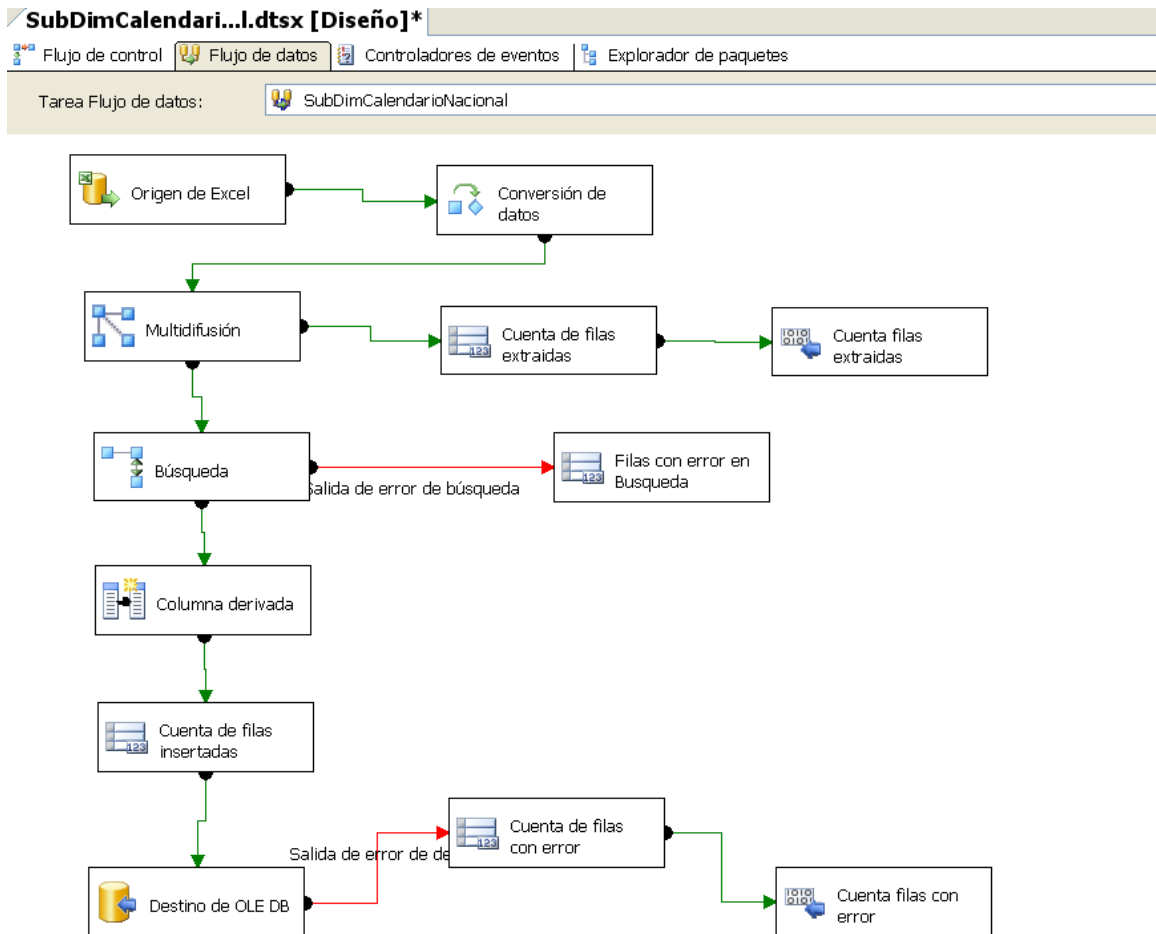 SubDimCalendari...l.dtsx [Diseño]*
Flujo de control Flujo de datos Controladores de eventos Explorador de paquetes
Tarea Flujo de datos: SubDimCalendarioNacional
Origen de Excel
Conversión de
datos
Multidifusión
Cuenta de filas
extraidas
Cuenta filas
extraidas
Búsqueda
Salida de error de búsqueda
Filas con error en
Busqueda
Columna derivada
Cuenta de filas
insertadas
Cuenta de filas
con error
Salida de error de de
Destino de OLE DB
Cuenta filas con
error